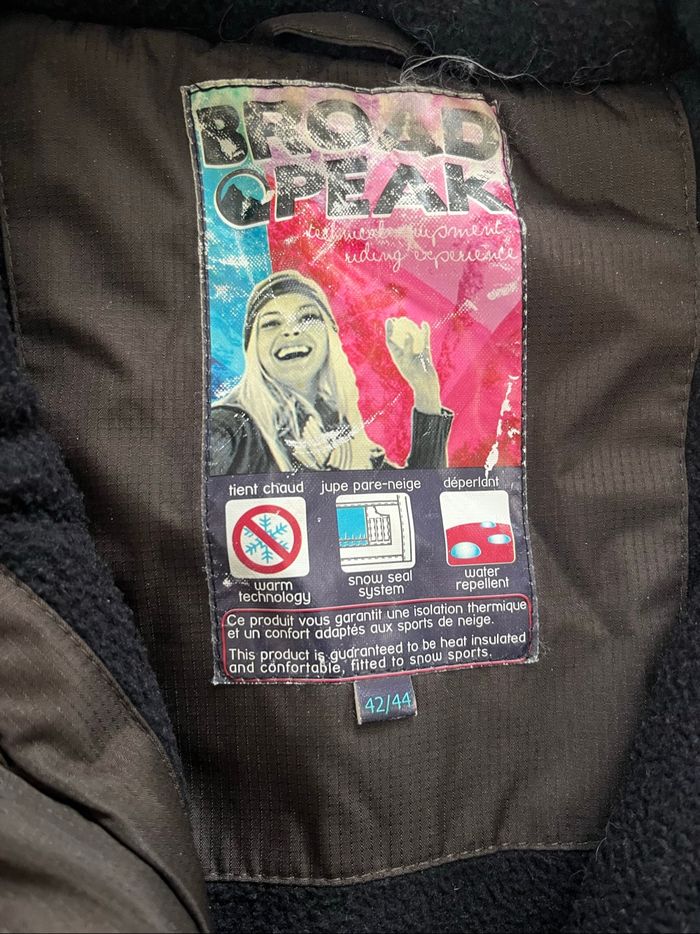 BROAD
PEAK
technical equipment
riding experience
tient chaud
jupe pare-neige
déperlant
warm
technology
snow seal
system
water
repellent
Ce produit vous garantit une isolation thermique
et un confort adaptés aux sports de neige.
This product is guaranteed to be heat insulated
and comfortable, fitted to snow sports.
42/44